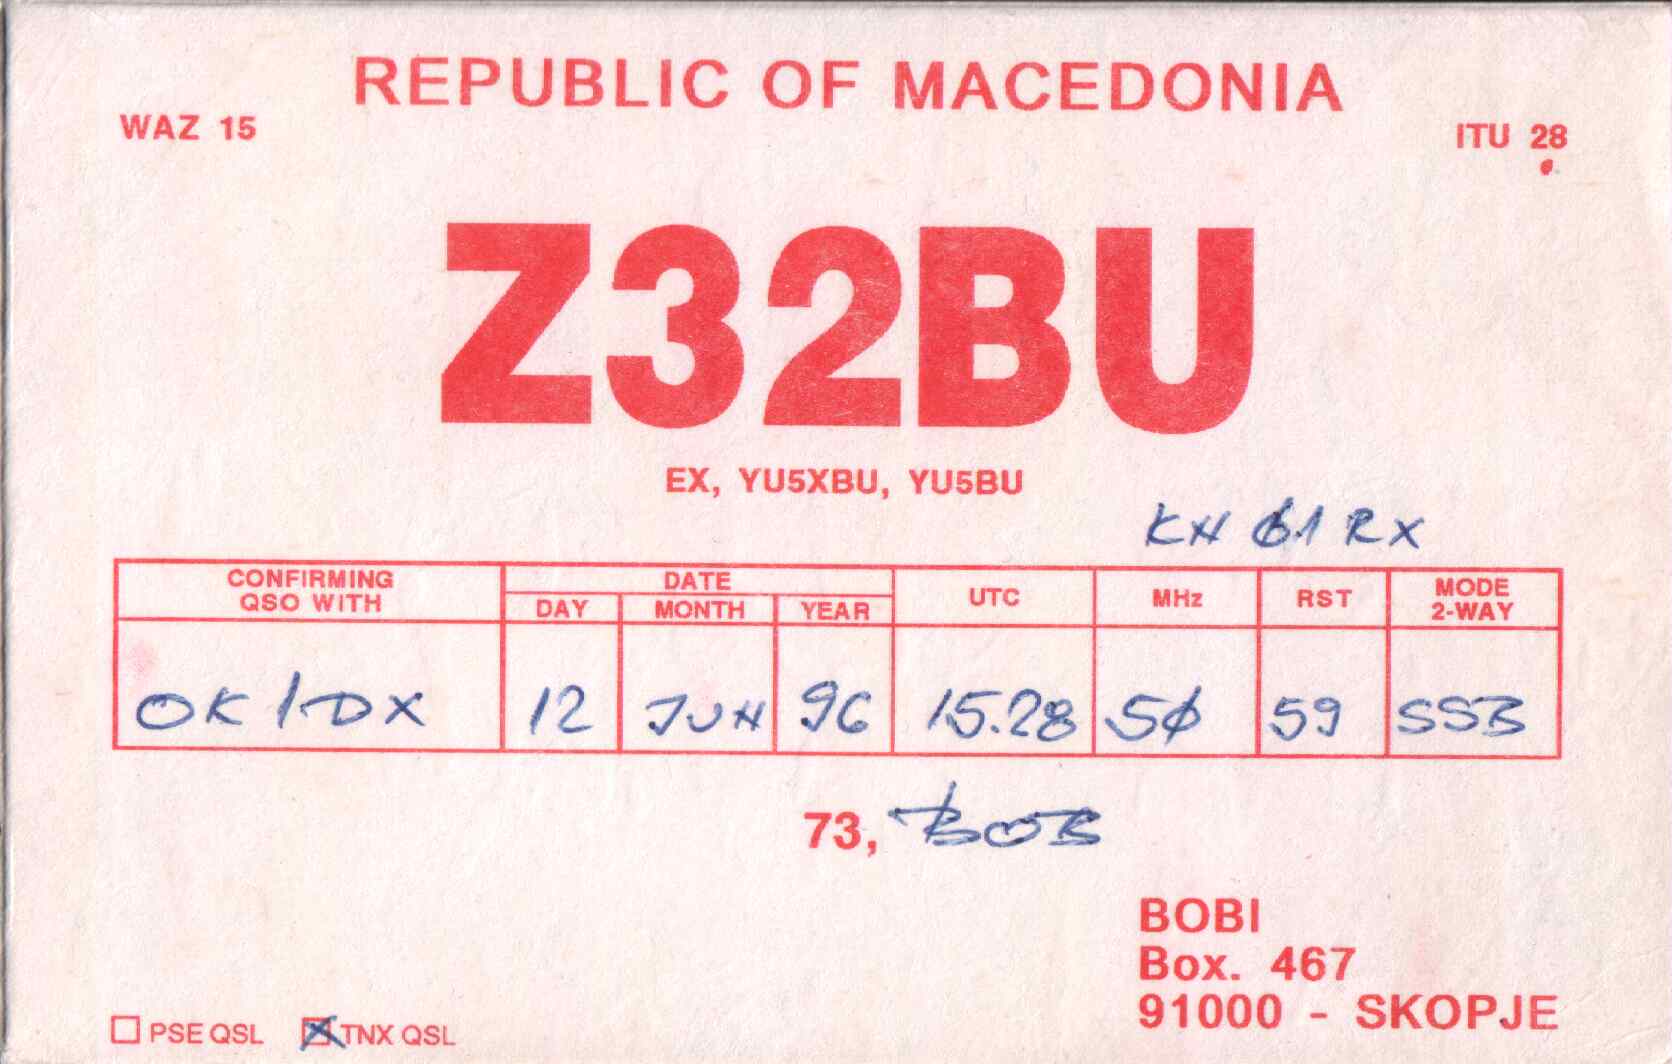 REPUBLIC OF MACEDONIA
WAZ 15
ITU 28
Z32BU
EX, YU5XBU, YU5BU
KN 61 RX
CONFIRMING QSO WITH DATE DAY MONTH YEAR UTC MHz RST MODE 2-WAY
OK1DX 12 JUN 96 15.28 5Ø 59 SSB
73, BOB
BOBI
Box. 467
91000 - SKOPJE
PSE QSL TNX QSL